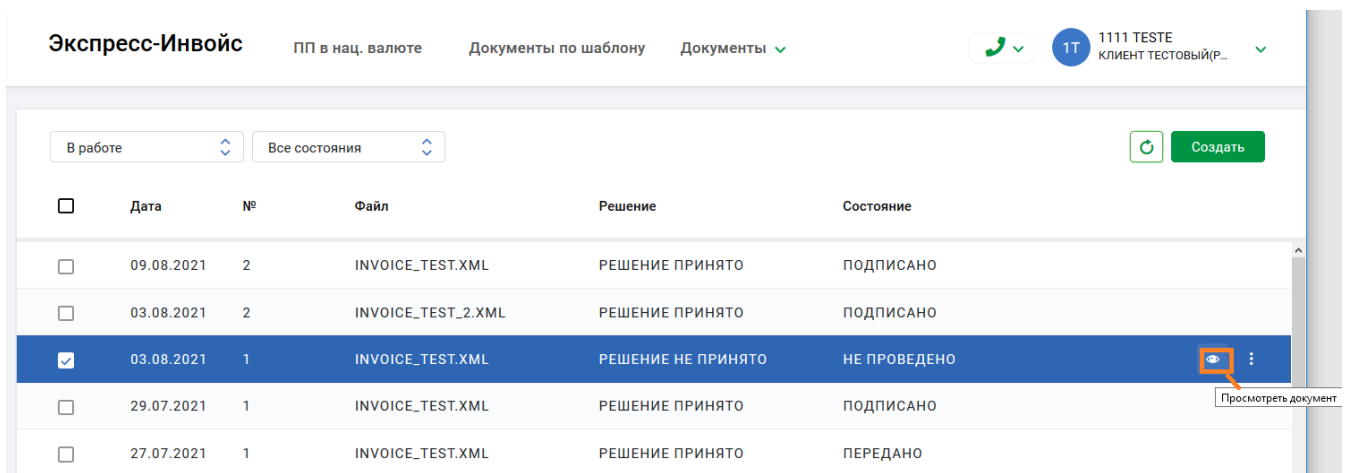 Экспресс-Инвойс ПП в нац. валюте Документы по шаблону Документы 1T 1111 TESTE
КЛИЕНТ ТЕСТОВЫЙ(Р...
В работе Все состояния Создать
Дата № Файл Решение Состояние
09.08.2021 2 INVOICE_TEST.XML РЕШЕНИЕ ПРИНЯТО ПОДПИСАНО
03.08.2021 2 INVOICE_TEST_2.XML РЕШЕНИЕ ПРИНЯТО ПОДПИСАНО
03.08.2021 1 INVOICE_TEST.XML РЕШЕНИЕ НЕ ПРИНЯТО НЕ ПРОВЕДЕНО
Просмотреть документ
29.07.2021 1 INVOICE_TEST.XML РЕШЕНИЕ ПРИНЯТО ПОДПИСАНО
27.07.2021 1 INVOICE_TEST.XML РЕШЕНИЕ ПРИНЯТО ПЕРЕДАНО